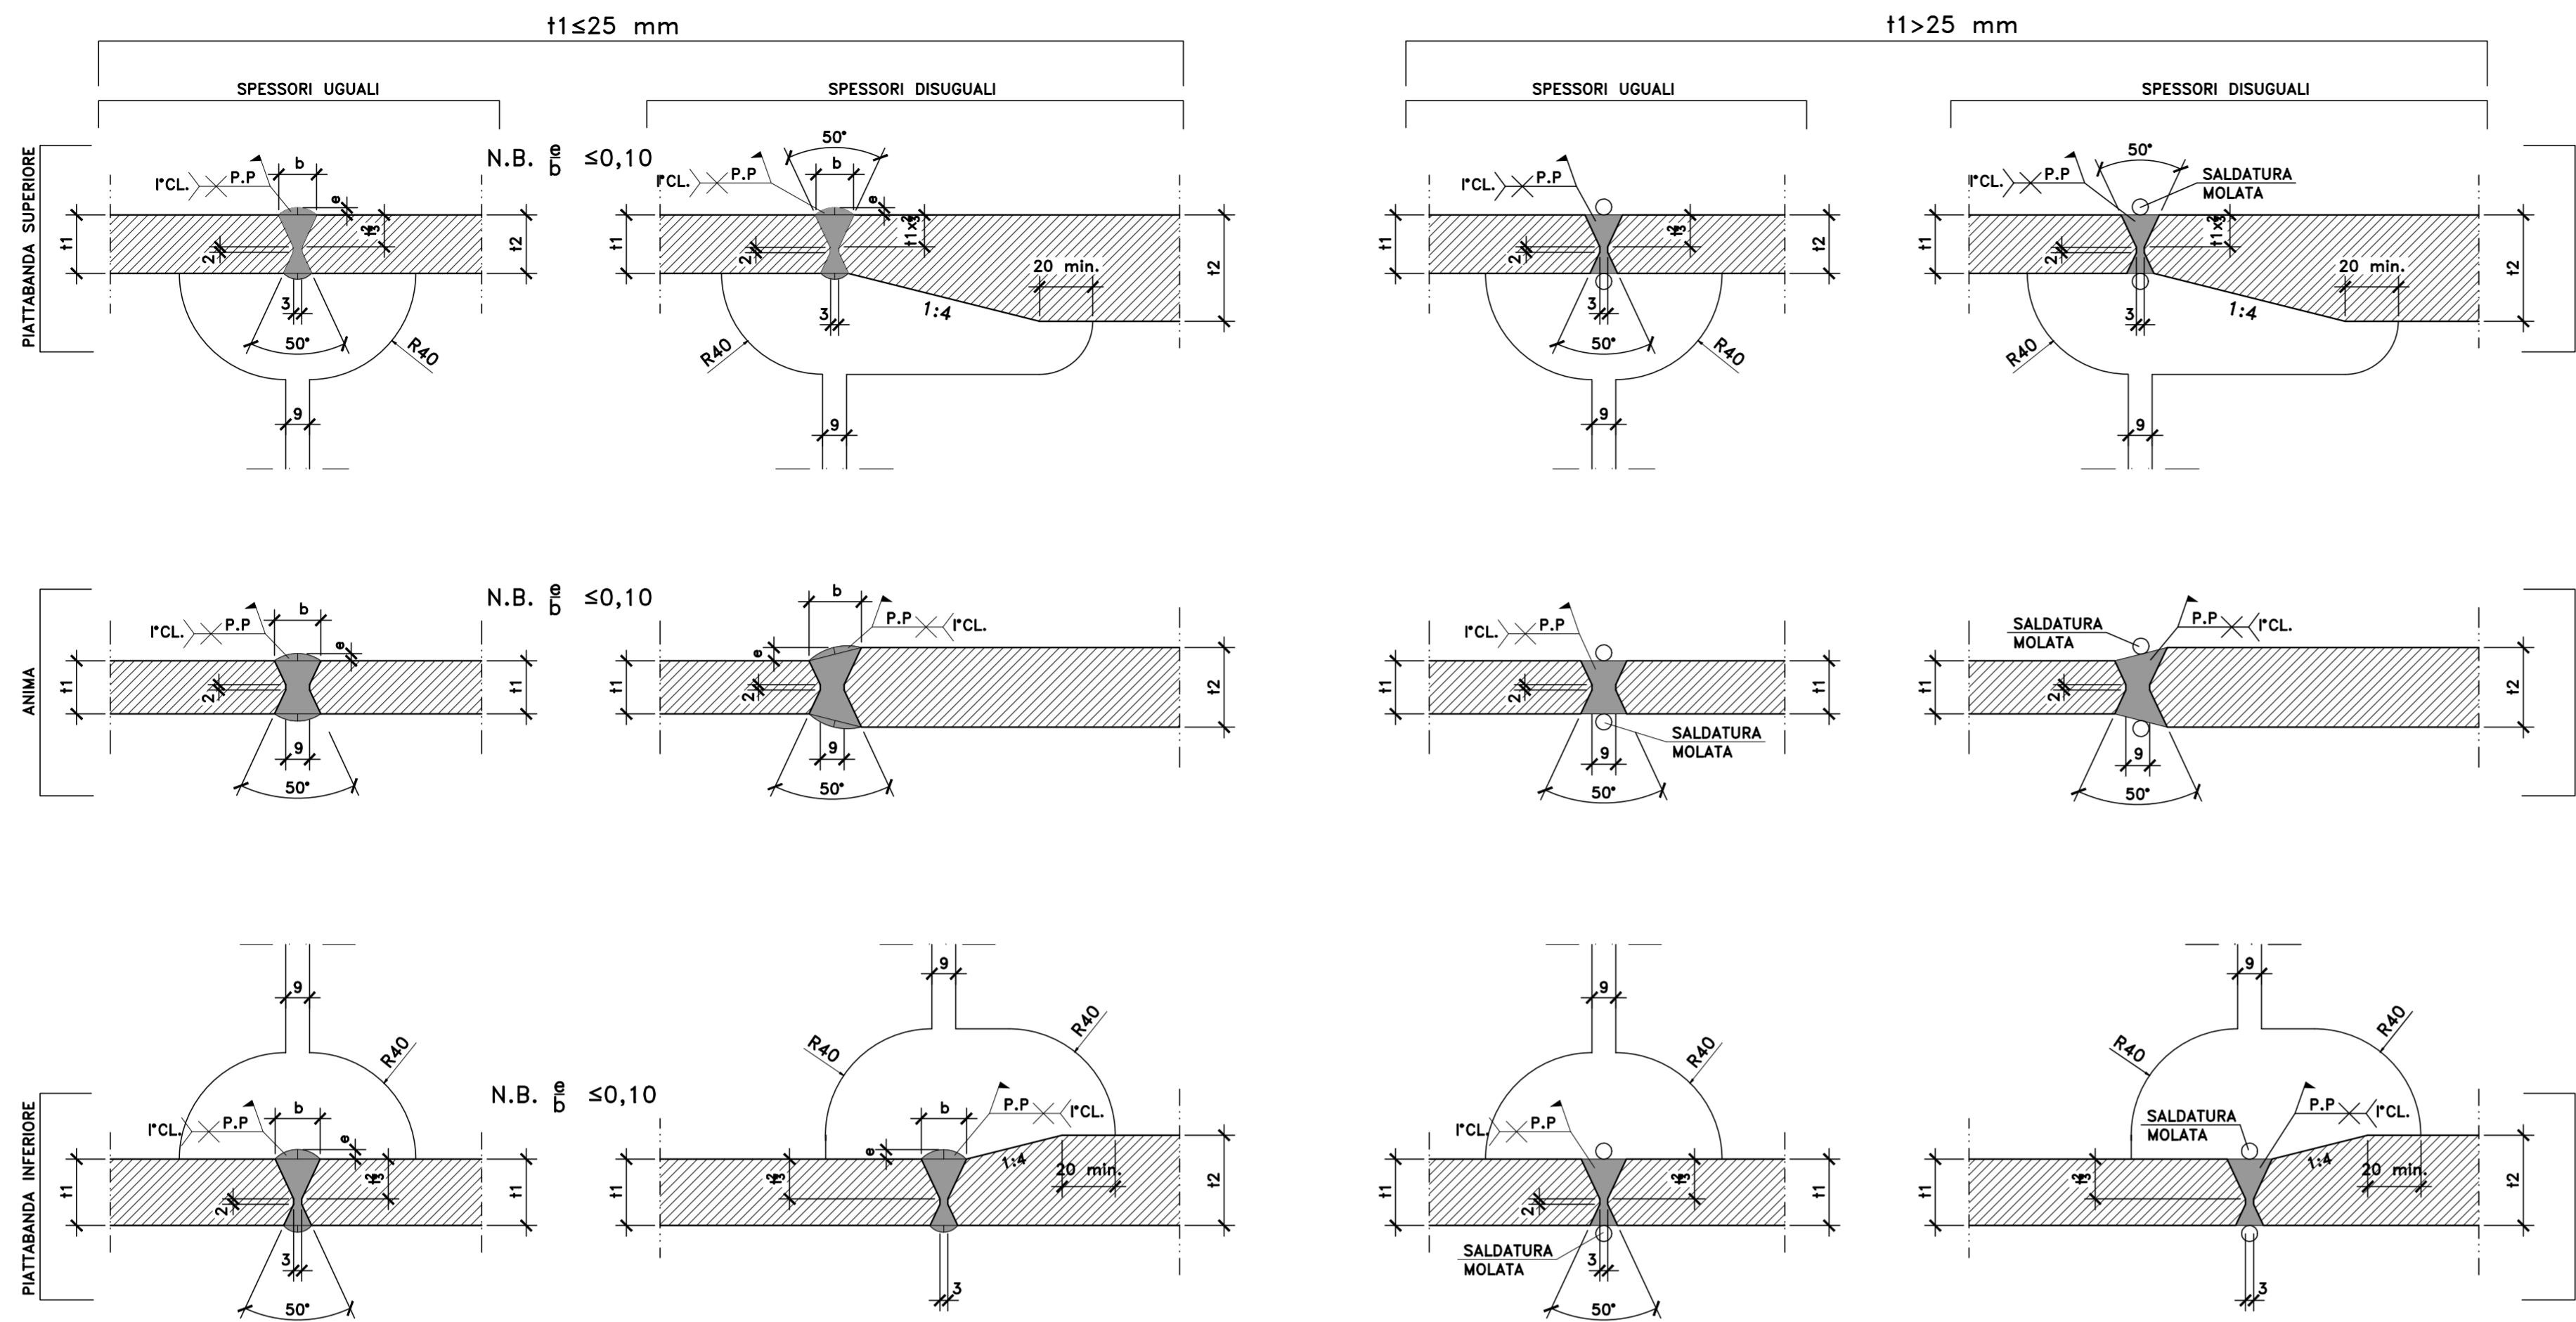 t1≤25 mm
t1>25 mm
SPESSORI UGUALI
SPESSORI DISUGUALI
SPESSORI UGUALI
SPESSORI DISUGUALI
PIATTABANDA SUPERIORE
I°CL.
P.P
b
e
t1
t2
2
3
50°
R40
9
N.B. e/b ≤0,10
I°CL.
P.P
50°
b
e
t1
t2
2
3
1:4
20 min.
R40
9
I°CL.
P.P
t1
t2
2
3
50°
R40
9
I°CL.
P.P
50°
SALDATURA
MOLATA
t1
t2
2
3
1:4
20 min.
R40
9
ANIMA
I°CL.
P.P
b
e
t1
t1
2
9
50°
N.B. e/b ≤0,10
b
P.P
I°CL.
e
t1
t2
2
9
50°
I°CL.
P.P
t1
t1
2
9
50°
SALDATURA
MOLATA
SALDATURA
MOLATA
P.P
I°CL.
t1
t2
2
9
50°
PIATTABANDA INFERIORE
9
R40
I°CL.
P.P
b
e
t1
t1
2
3
50°
N.B. e/b ≤0,10
9
R40
R40
b
P.P
I°CL.
e
1:4
20 min.
t1
t2
3
9
R40
I°CL.
P.P
t1
t1
2
3
SALDATURA
MOLATA
50°
9
R40
R40
SALDATURA
MOLATA
P.P
I°CL.
1:4
20 min.
t1
t2
3